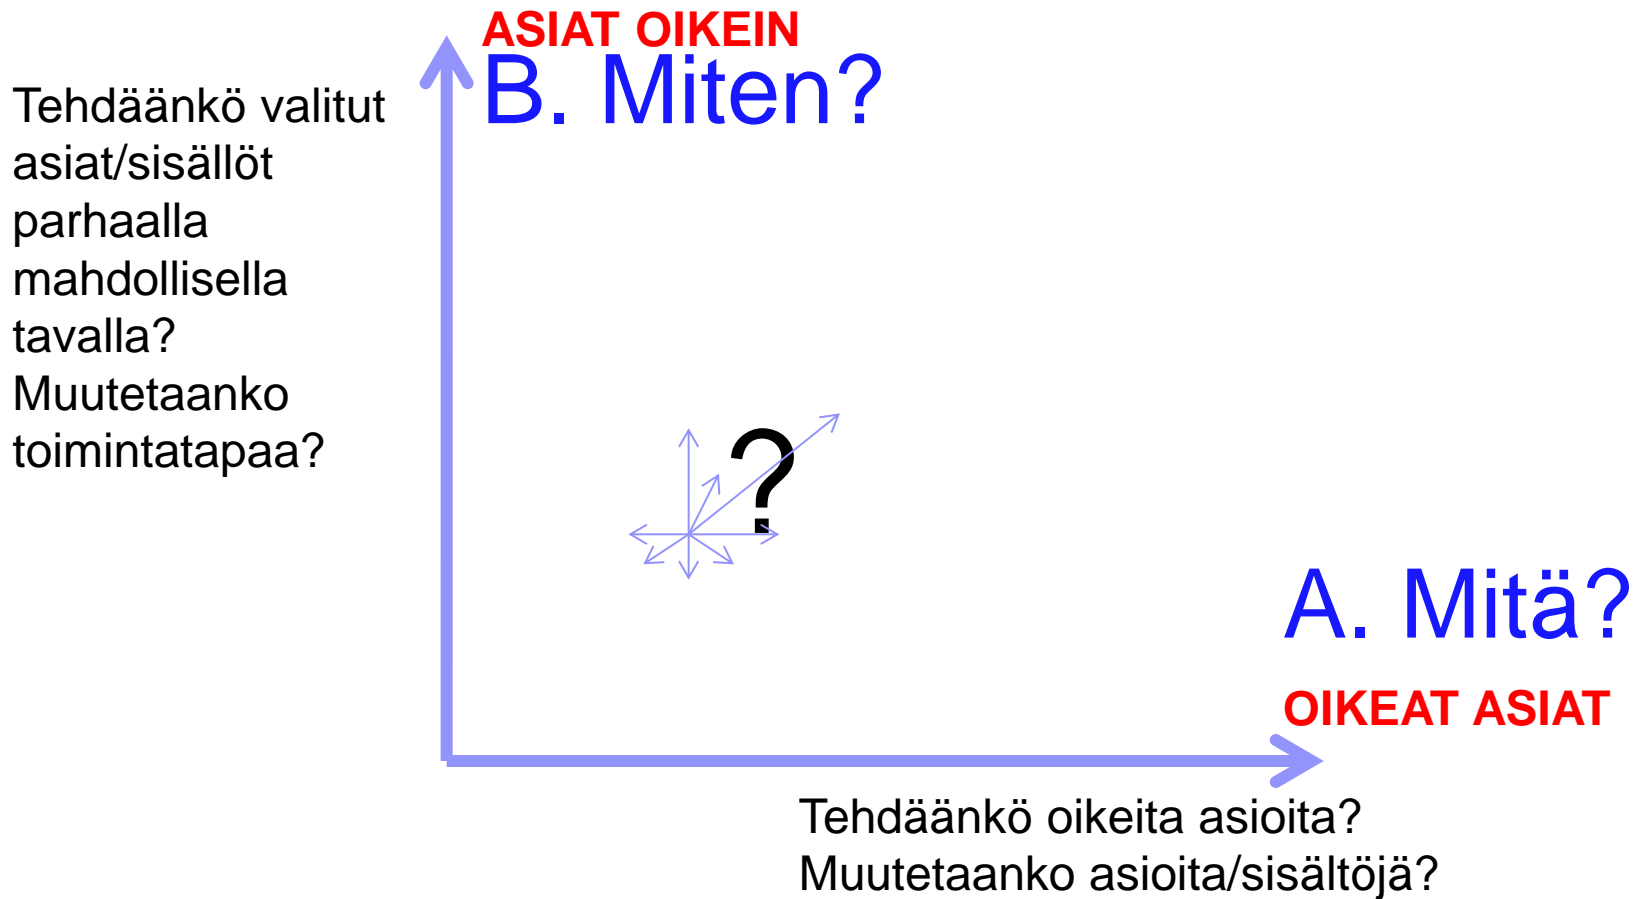 ASIAT OIKEIN
B. Miten?
Tehdäänkö valitut
asiat/sisällöt
parhaalla
mahdollisella
tavalla?
Muutetaanko
toimintatapaa?
?
A. Mitä?
OIKEAT ASIAT
Tehdäänkö oikeita asioita?
Muutetaanko asioita/sisältöjä?